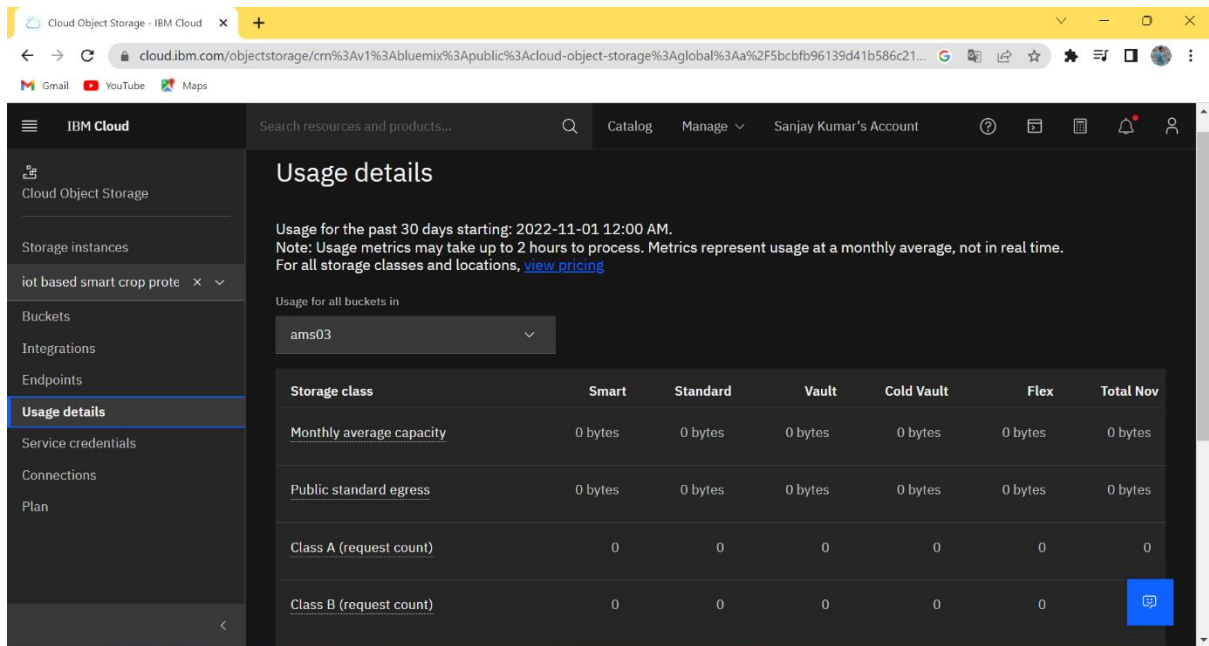 Cloud Object Storage - IBM Cloud
cloud.ibm.com/objectstorage/crn%3Av1%3Abluemix%3Apublic%3Acloud-object-storage%3Aglobal%3Aa%2F5bcbfb96139d41b586c21...
Gmail YouTube Maps
IBM Cloud Search resources and products... Catalog Manage Sanjay Kumar's Account
Cloud Object Storage
Storage instances
iot based smart crop prote
Buckets
Integrations
Endpoints
Usage details
Service credentials
Connections
Plan
Usage details
Usage for the past 30 days starting: 2022-11-01 12:00 AM.
Note: Usage metrics may take up to 2 hours to process. Metrics represent usage at a monthly average, not in real time.
For all storage classes and locations, view pricing
Usage for all buckets in
ams03
Storage class Smart Standard Vault Cold Vault Flex Total Nov
Monthly average capacity 0 bytes 0 bytes 0 bytes 0 bytes 0 bytes 0 bytes
Public standard egress 0 bytes 0 bytes 0 bytes 0 bytes 0 bytes 0 bytes
Class A (request count) 0 0 0 0 0 0
Class B (request count) 0 0 0 0 0